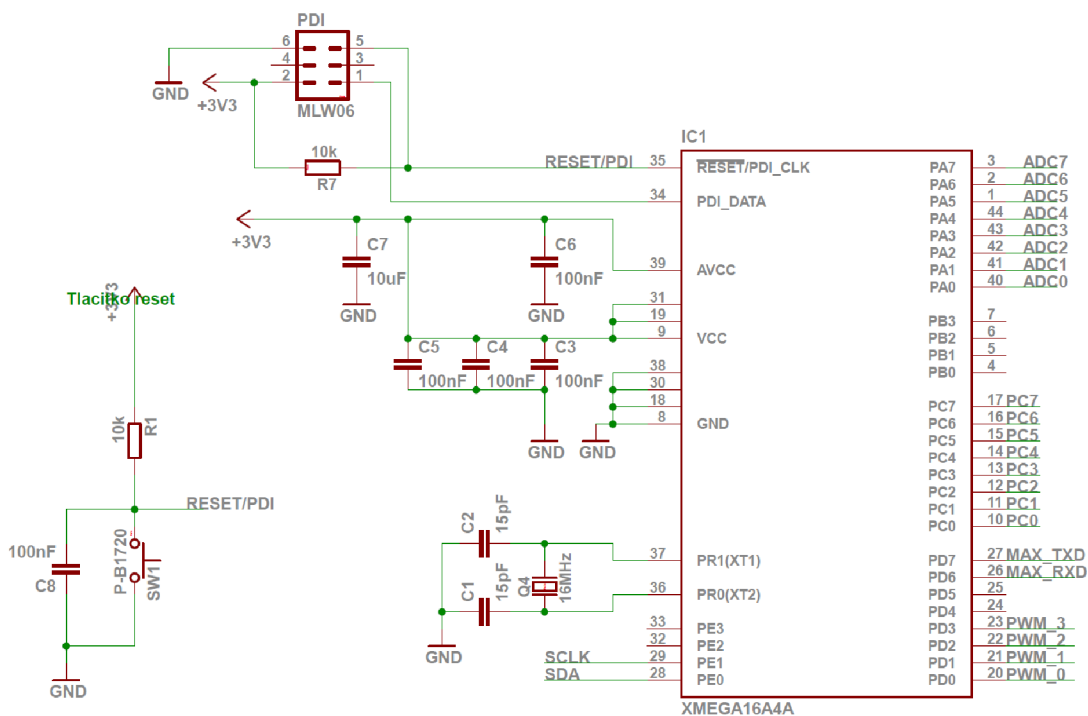 PDI
6 5
4 3
2 1
GND
+3V3
MLW06
10k
R7
RESET/PDI
+3V3
C7
10uF
GND
C6
100nF
GND
C5
100nF
C4
100nF
C3
100nF
GND
GND
Tlacitko reset
+3V3
10k
R1
RESET/PDI
100nF
C8
P-B1720
SW1
GND
C2
15pF
C1
15pF
Q4
16MHz
GND
SCLK
SDA
IC1
35 RESET/PDI_CLK
34 PDI_DATA
39 AVCC
31
19
9 VCC
38
30
18
8 GND
37 PR1(XT1)
36 PR0(XT2)
33 PE3
32 PE2
29 PE1
28 PE0
PA7 3 ADC7
PA6 2 ADC6
PA5 1 ADC5
PA4 44 ADC4
PA3 43 ADC3
PA2 42 ADC2
PA1 41 ADC1
PA0 40 ADC0
PB3 7
PB2 6
PB1 5
PB0 4
PC7 17 PC7
PC6 16 PC6
PC5 15 PC5
PC4 14 PC4
PC3 13 PC3
PC2 12 PC2
PC1 11 PC1
PC0 10 PC0
PD7 27 MAX_TXD
PD6 26 MAX_RXD
PD5 25
PD4 24
PD3 23 PWM_3
PD2 22 PWM_2
PD1 21 PWM_1
PD0 20 PWM_0
XMEGA16A4A